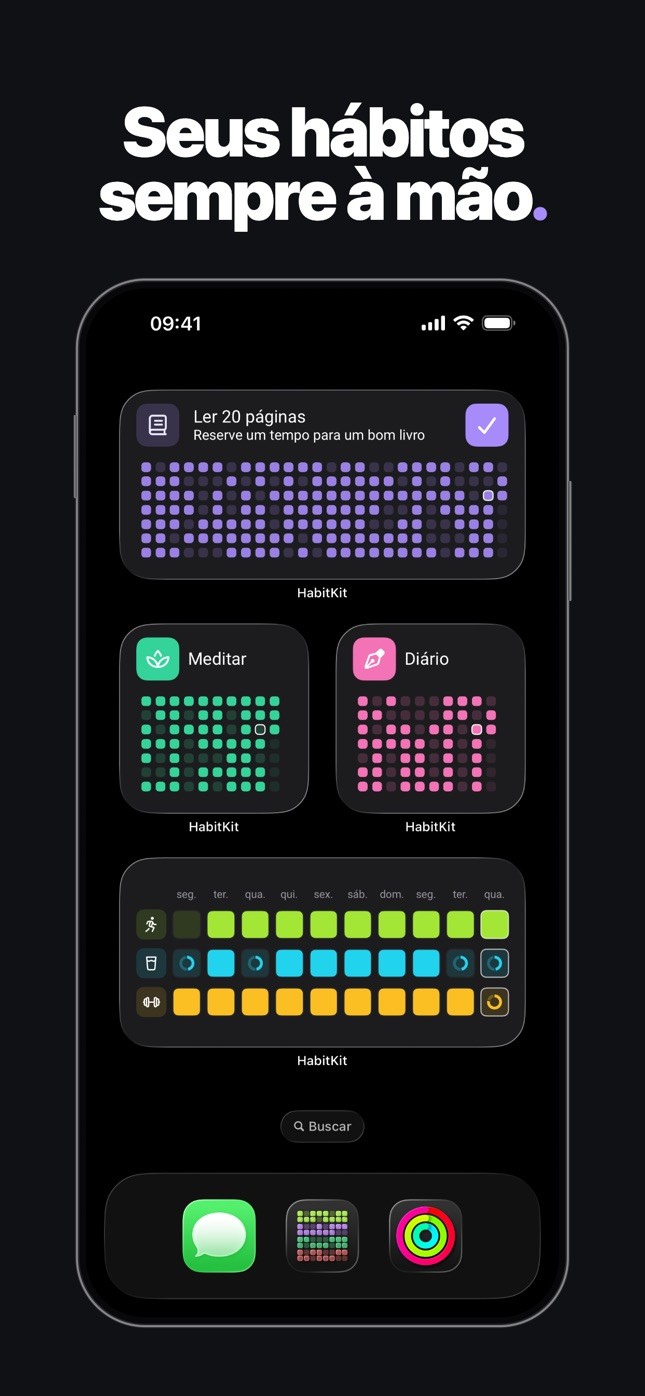 Seus hábitos
sempre à mão.
09:41
Ler 20 páginas
Reserve um tempo para um bom livro
HabitKit
Meditar
Diário
HabitKit
HabitKit
seg. ter. qua. qui. sex. sáb. dom. seg. ter. qua.
HabitKit
Buscar